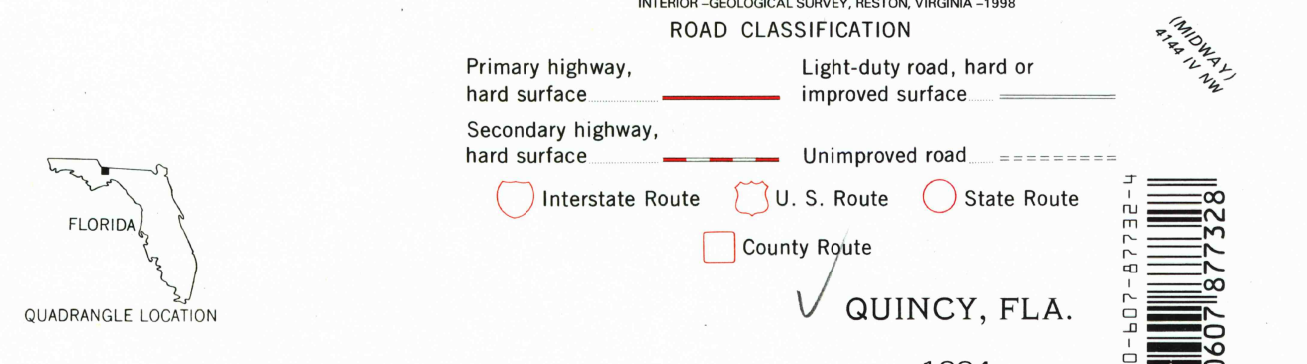 INTERIOR –GEOLOGICAL SURVEY, RESTON, VIRGINIA –1998
ROAD CLASSIFICATION
Primary highway,
hard surface
Light-duty road, hard or
improved surface
Secondary highway,
hard surface
Unimproved road
Interstate Route
U. S. Route
State Route
County Route
(MIDWAY)
4144 IV NW
FLORIDA
QUADRANGLE LOCATION
QUINCY, FLA.
0-607-87732-4
0607 877328